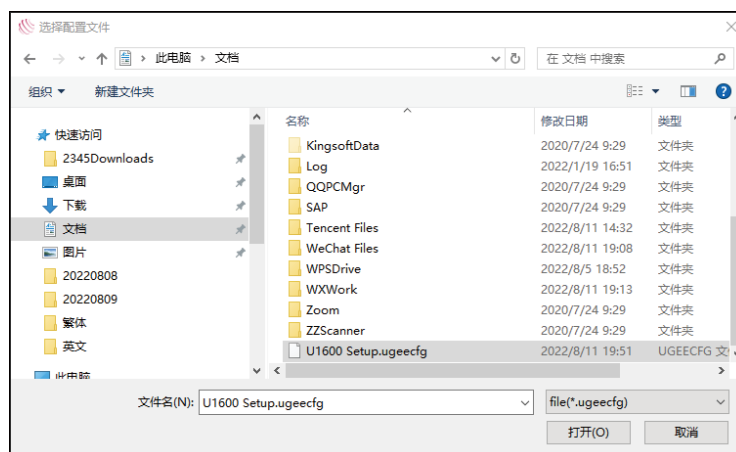 选择配置文件
此电脑 › 文档
在 文档 中搜索
组织 新建文件夹
名称 修改日期 类型
快速访问
2345Downloads
桌面
下载
文档
图片
20220808
20220809
繁体
英文
此电脑
KingsoftData 2020/7/24 9:29 文件夹
Log 2022/1/19 16:51 文件夹
QQPCMgr 2020/7/24 9:29 文件夹
SAP 2020/7/24 9:29 文件夹
Tencent Files 2022/8/11 14:32 文件夹
WeChat Files 2022/8/11 19:08 文件夹
WPSDrive 2022/8/5 18:52 文件夹
WXWork 2022/8/11 19:13 文件夹
Zoom 2020/7/24 9:29 文件夹
ZZScanner 2020/7/24 9:29 文件夹
U1600 Setup.ugeecfg 2022/8/11 19:51 UGEECFG 文
文件名(N): U1600 Setup.ugeecfg file(*.ugeecfg)
打开(O) 取消